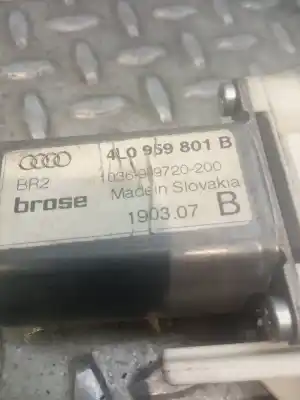 4L0 959 801 B
BR2
brose
Made in Slovakia
1903.07 B